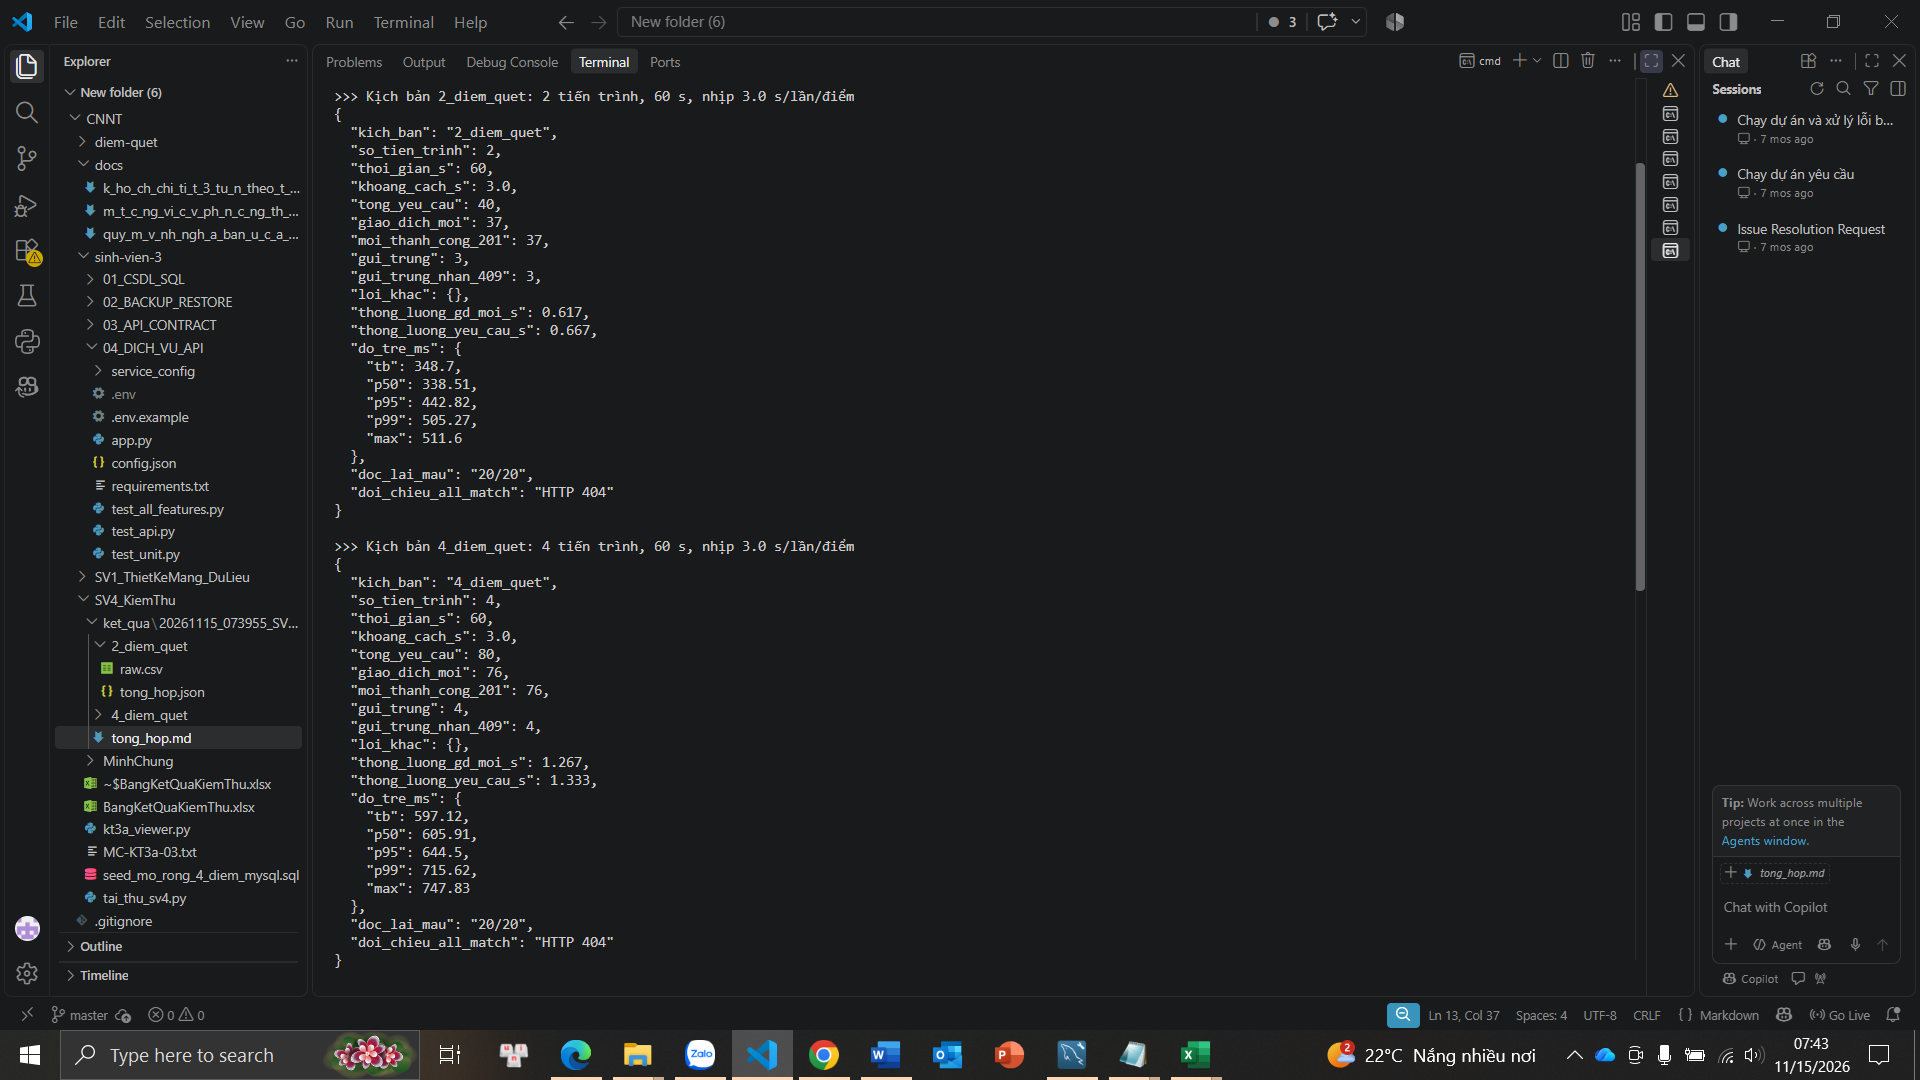 File Edit Selection View Go Run Terminal Help
New folder (6)
3
Explorer
New folder (6)
CNNT
diem-quet
docs
k_ho_ch_chi_ti_t_3_tu_n_theo_t_...
m_t_c_ng_vi_c_v_ph_n_c_ng_th_...
quy_m_v_nh_ngh_a_ban_u_c_a_...
sinh-vien-3
01_CSDL_SQL
02_BACKUP_RESTORE
03_API_CONTRACT
04_DICH_VU_API
service_config
.env
.env.example
app.py
config.json
requirements.txt
test_all_features.py
test_api.py
test_unit.py
SV1_ThietKeMang_DuLieu
SV4_KiemThu
ket_qua\20261115_073955_SV...
2_diem_quet
raw.csv
tong_hop.json
4_diem_quet
tong_hop.md
MinhChung
~$BangKetQuaKiemThu.xlsx
BangKetQuaKiemThu.xlsx
kt3a_viewer.py
MC-KT3a-03.txt
seed_mo_rong_4_diem_mysql.sql
tai_thu_sv4.py
.gitignore
Outline
Timeline
Problems Output Debug Console Terminal Ports
cmd
>>> Kịch bản 2_diem_quet: 2 tiến trình, 60 s, nhịp 3.0 s/lần/điểm
{
"kich_ban": "2_diem_quet",
"so_tien_trinh": 2,
"thoi_gian_s": 60,
"khoang_cach_s": 3.0,
"tong_yeu_cau": 40,
"giao_dich_moi": 37,
"moi_thanh_cong_201": 37,
"gui_trung": 3,
"gui_trung_nhan_409": 3,
"loi_khac": {},
"thong_luong_gd_moi_s": 0.617,
"thong_luong_yeu_cau_s": 0.667,
"do_tre_ms": {
"tb": 348.7,
"p50": 338.51,
"p95": 442.82,
"p99": 505.27,
"max": 511.6
},
"doc_lai_mau": "20/20",
"doi_chieu_all_match": "HTTP 404"
}
>>> Kịch bản 4_diem_quet: 4 tiến trình, 60 s, nhịp 3.0 s/lần/điểm
{
"kich_ban": "4_diem_quet",
"so_tien_trinh": 4,
"thoi_gian_s": 60,
"khoang_cach_s": 3.0,
"tong_yeu_cau": 80,
"giao_dich_moi": 76,
"moi_thanh_cong_201": 76,
"gui_trung": 4,
"gui_trung_nhan_409": 4,
"loi_khac": {},
"thong_luong_gd_moi_s": 1.267,
"thong_luong_yeu_cau_s": 1.333,
"do_tre_ms": {
"tb": 597.12,
"p50": 605.91,
"p95": 644.5,
"p99": 715.62,
"max": 747.83
},
"doc_lai_mau": "20/20",
"doi_chieu_all_match": "HTTP 404"
}
Chat
Sessions
Chạy dự án và xử lý lỗi b...
7 mos ago
Chạy dự án yêu cầu
7 mos ago
Issue Resolution Request
7 mos ago
Tip: Work across multiple
projects at once in the
Agents window.
tong_hop.md
Chat with Copilot
Agent
Copilot
master 0 0
Ln 13, Col 37 Spaces: 4 UTF-8 CRLF { } Markdown Go Live
Type here to search
Zalo
2
22°C Nắng nhiều nơi
07:43
11/15/2026